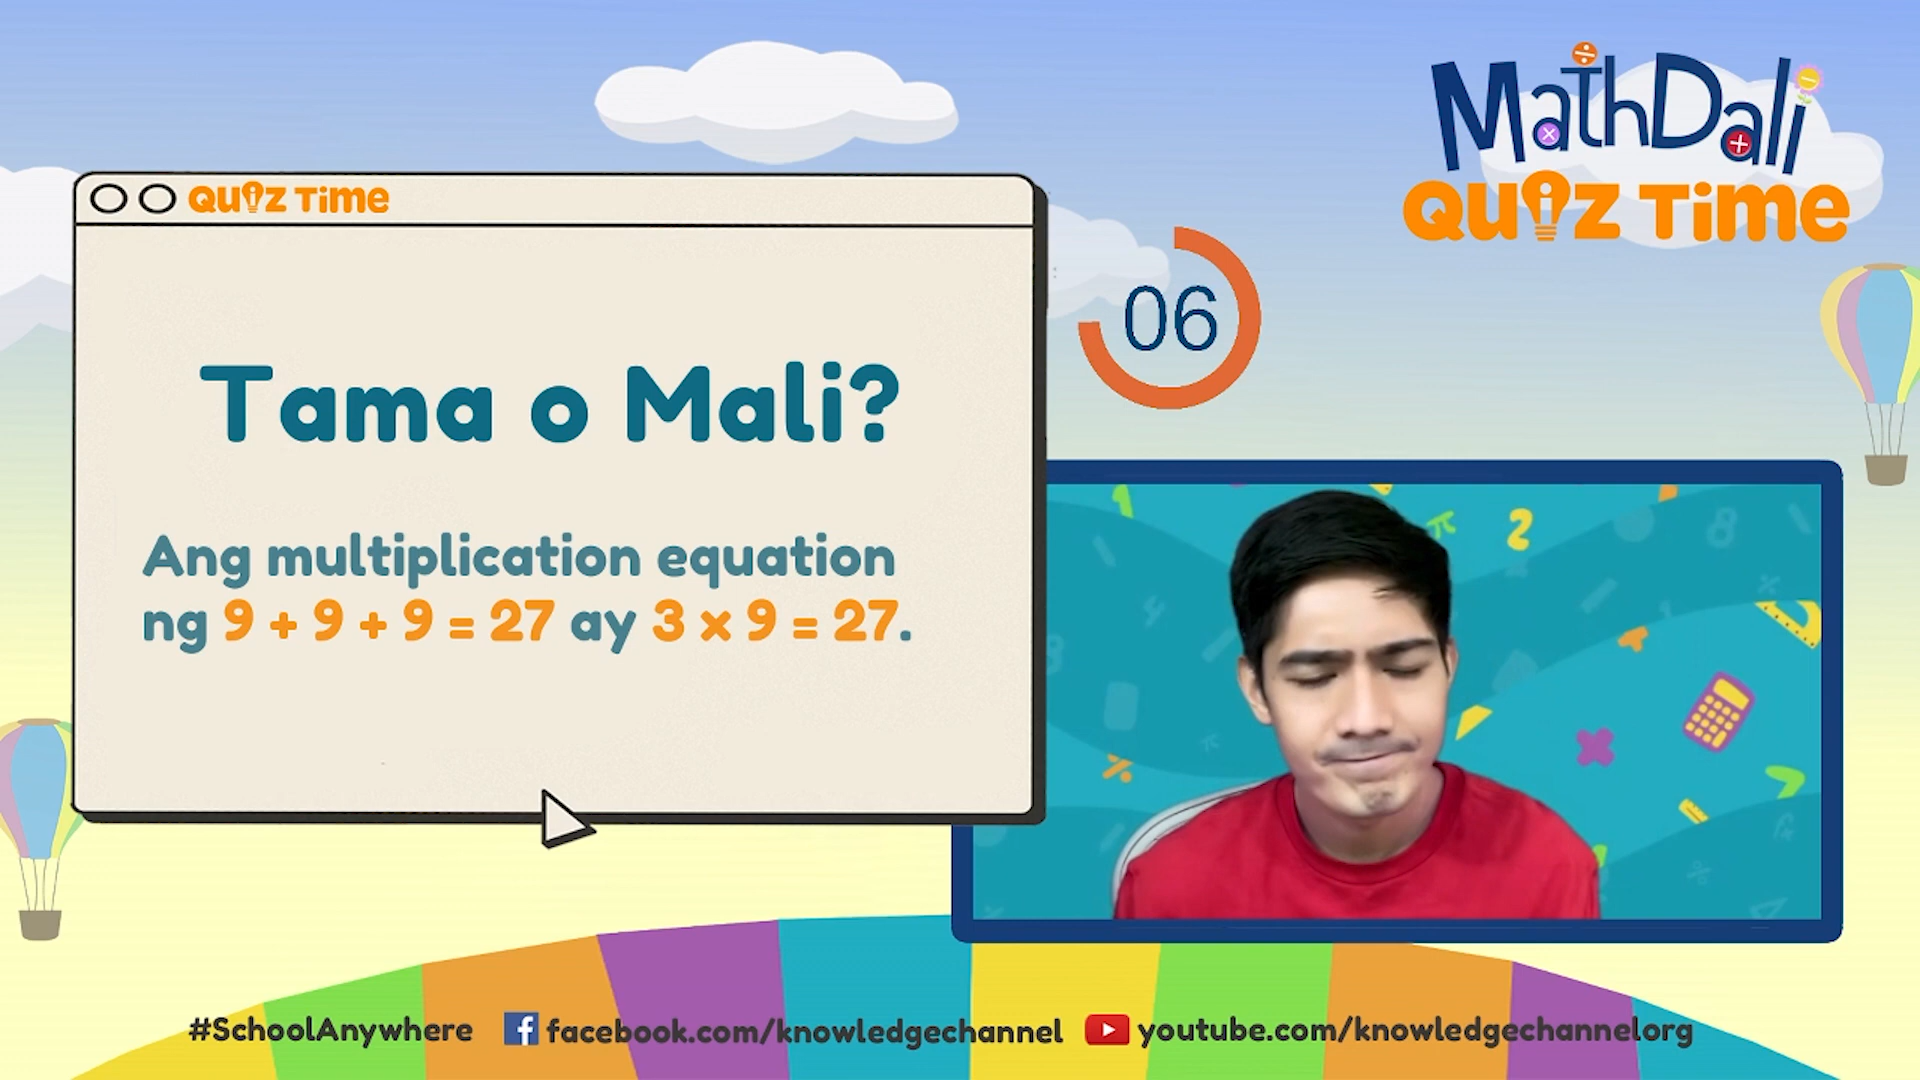 MathDali
Quiz Time
Quiz Time
06
Tama o Mali?
Ang multiplication equation
ng 9 + 9 + 9 = 27 ay 3 x 9 = 27.
#SchoolAnywhere facebook.com/knowledgechannel youtube.com/knowledgechannelorg